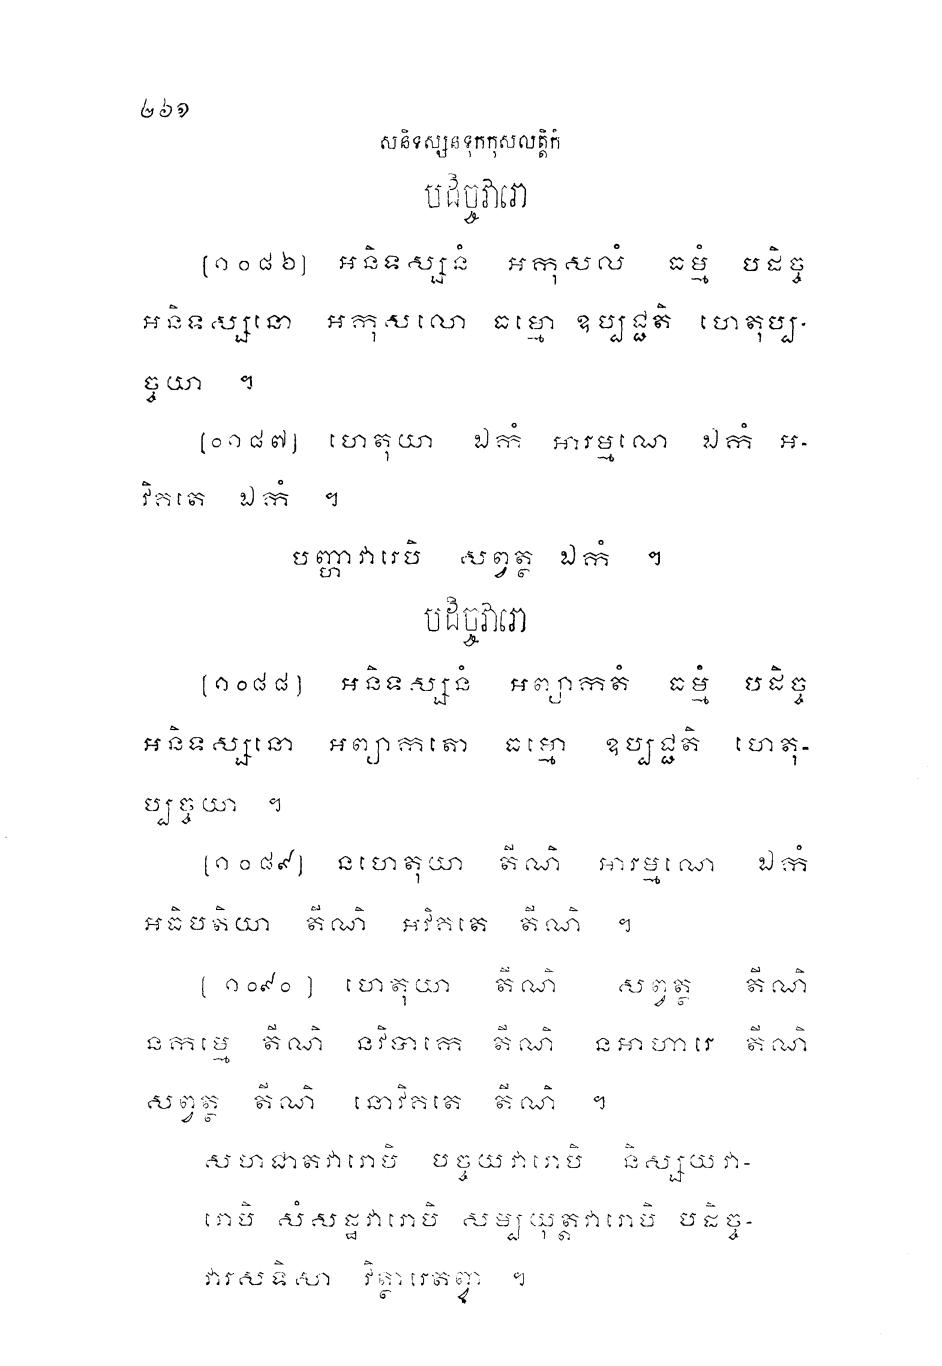 ៤៦១
សនិទស្សនទុកកុសលត្តិកំ
បដិច្ចវារោ
[១០៨៦] អនិទស្សនំ អកុសលំ ធម្មំ បដិច្ច
អនិទស្សនោ អកុសលោ ធម្មោ ឧប្បជ្ជតិ ហេតុប្ប-
ច្ចយា ។
[០១៨៧] ហេតុយា ឯកំ អារម្មណេ ឯកំ អ-
វិគតេ ឯកំ ។
បញ្ហាវារេបិ សព្វត្ថ ឯកំ ។
បដិច្ចវារោ
[១០៨៨] អនិទស្សនំ អព្យាកតំ ធម្មំ បដិច្ច
អនិទស្សនោ អព្យាកតោ ធម្មោ ឧប្បជ្ជតិ ហេតុ-
ប្បច្ចយា ។
[១០៨៩] នហេតុយា តីណិ អារម្មណេ ឯកំ
អធិបតិយា តីណិ អវិគតេ តីណិ ។
[១០៩០] ហេតុយា តីណិ សព្វត្ថ តីណិ
នកម្មេ តីណិ នវិបាកេ តីណិ នអាហារេ តីណិ
សព្វត្ថ តីណិ នោវិគតេ តីណិ ។
សហជាតវារោបិ បច្ចយវារោបិ និស្សយវា-
រោបិ សំសដ្ឋវារោបិ សម្បយុត្តវារោបិ បដិច្ច-
វារសទិសា វិត្ថារេតព្វា ។